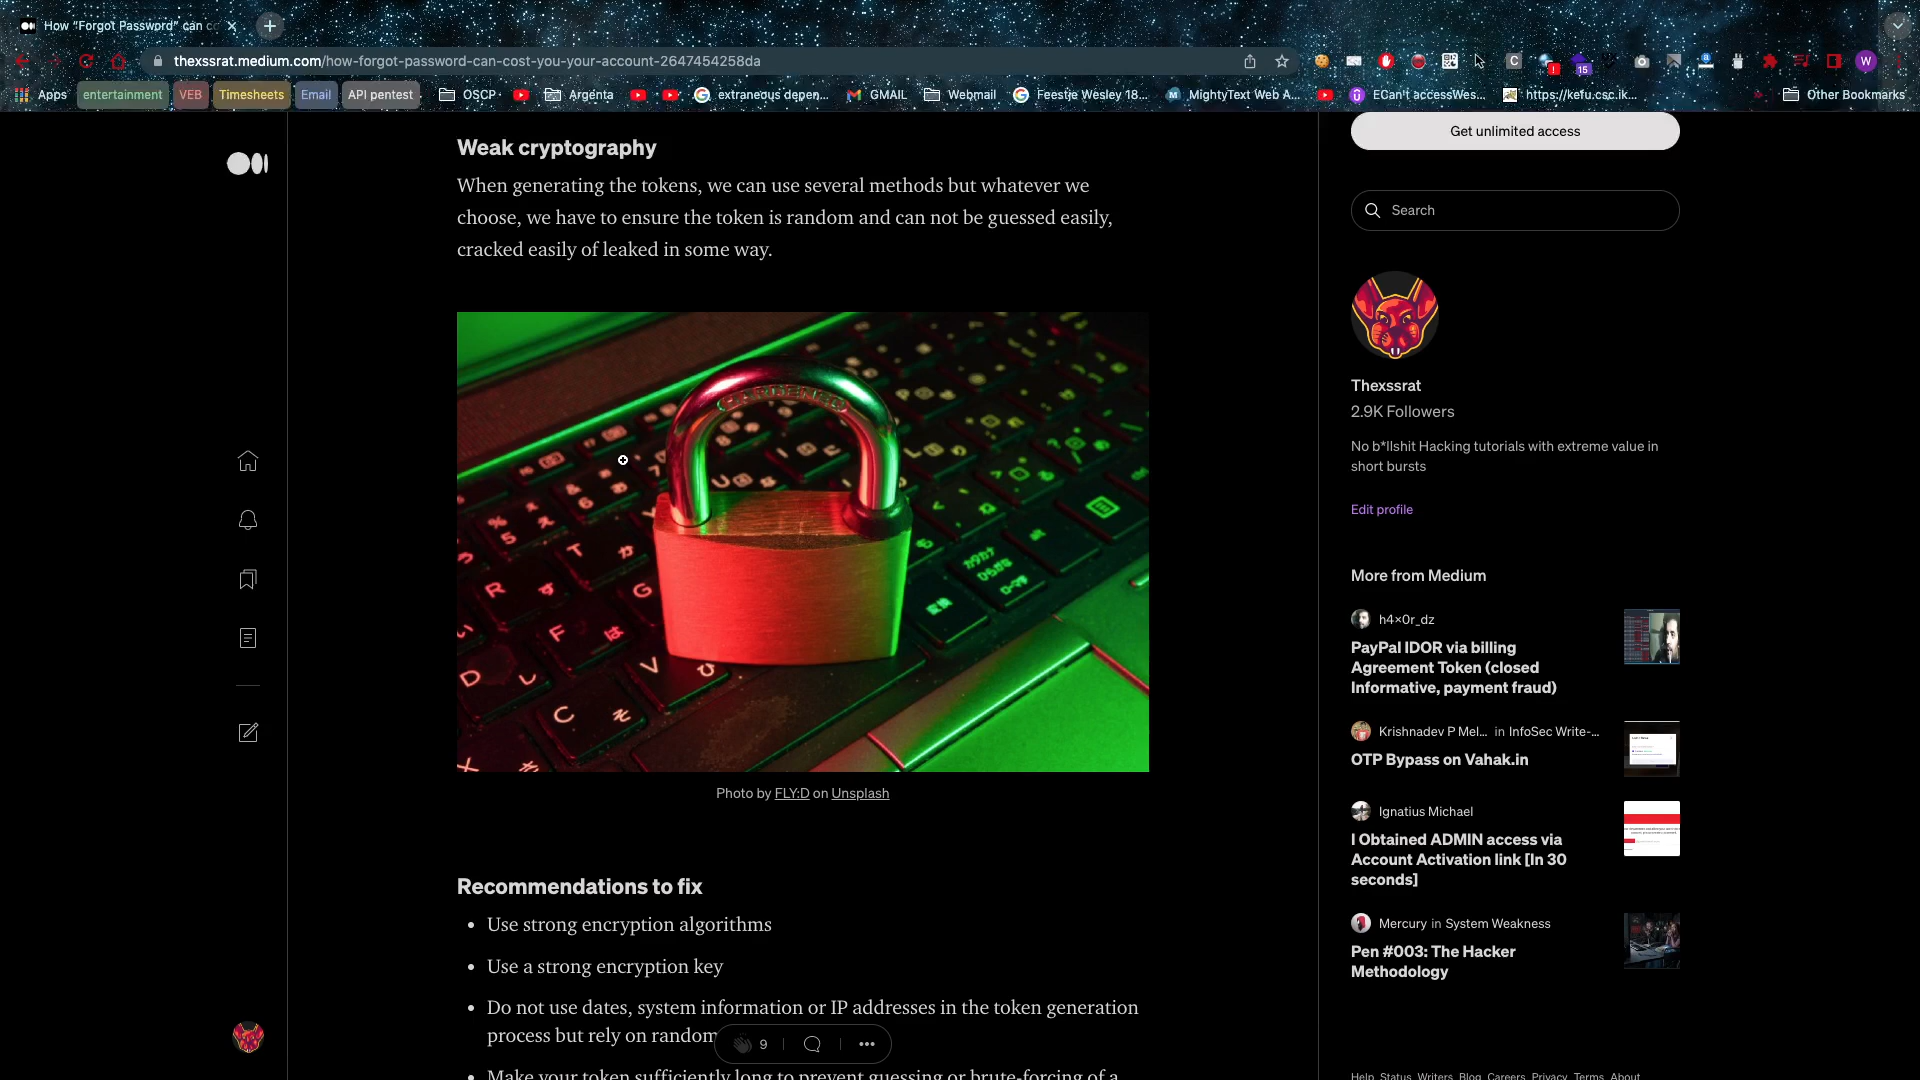 How “Forgot Password” can
thexssrat.medium.com/how-forgot-password-can-cost-you-your-account-2647454258da
15
W
Apps
entertainment
VEB
Timesheets
Email
API pentest
OSCP
Argenta
extraneous depen...
GMAIL
Webmail
Feestje Wesley 18...
MightyText Web A...
ECan't accessWes...
https://kefu.csc.ik...
Other Bookmarks
Weak cryptography
When generating the tokens, we can use several methods but whatever we
choose, we have to ensure the token is random and can not be guessed easily,
cracked easily of leaked in some way.
Photo by FLY:D on Unsplash
Recommendations to fix
• Use strong encryption algorithms
• Use a strong encryption key
• Do not use dates, system information or IP addresses in the token generation
process but rely on random
9
• Make your token sufficiently long to prevent guessing or brute-forcing of a
Get unlimited access
Search
Thexssrat
2.9K Followers
No b*llshit Hacking tutorials with extreme value in
short bursts
Edit profile
More from Medium
h4x0r_dz
PayPal IDOR via billing
Agreement Token (closed
Informative, payment fraud)
Krishnadev P Mel... in InfoSec Write-...
OTP Bypass on Vahak.in
Ignatius Michael
I Obtained ADMIN access via
Account Activation link [In 30
seconds]
Mercury in System Weakness
Pen #003: The Hacker
Methodology
Help Status Writers Blog Careers Privacy Terms About